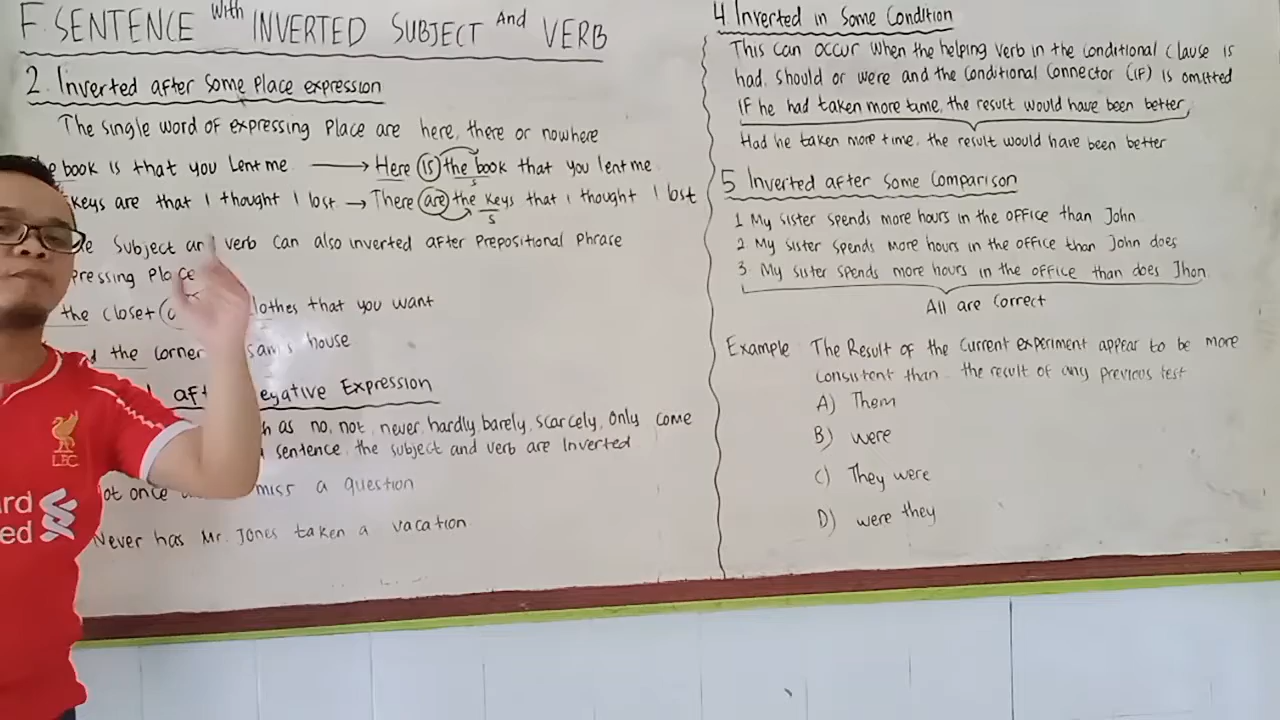 F. SENTENCE With INVERTED SUBJECT And VERB
2. Inverted after Some Place expression
The single word of expressing Place are here, there or nowhere
book is that you Lent me. → Here is the book that you lent me.
S
keys are that I thought I lost → There are the keys that I thought I lost
S
Subject and verb can also inverted after Prepositional Phrase
pressing Place
the closet clothes that you want
the corner Sam's house
after Negative Expression
as no, not, never, hardly, barely, scarcely, only come
sentence, the subject and verb are Inverted
not once miss a question
Never has Mr. Jones taken a vacation
LFC
4. Inverted in Some Condition
This can occur when the helping verb in the conditional clause is
had, should or were and the Conditional Connector (IF) is omitted
IF he had taken more time, the result would have been better
Had he taken more time, the result would have been better
5 Inverted after Some Comparison
1 My sister spends more hours in the office than John
2 My sister spends more hours in the office than John does
3 My sister spends more hours in the office than does Jhon
All are correct
Example The Result of the Current experiment appear to be more
consistent than the result of any previous test
A) Them
B) were
C) They were
D) were they